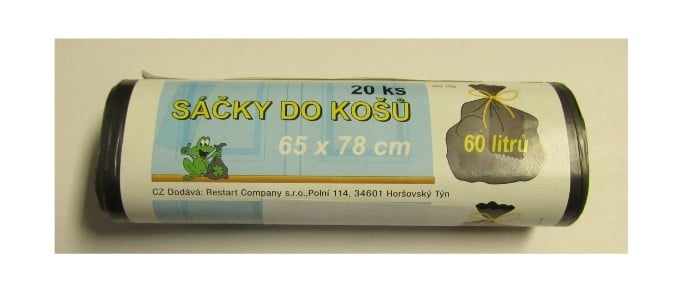 20 ks
SÁČKY DO KOŠŮ
65 x 78 cm
60 litrů
CZ Dodává: Restart Company s.r.o.,Polní 114, 34601 Horšovský Týn